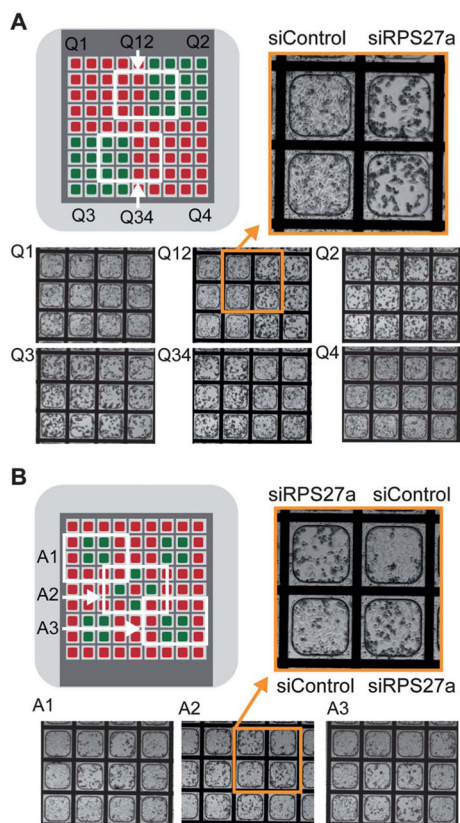 A
Q1 Q12 Q2
siControl siRPS27a
Q3 Q34 Q4
Q1 Q12 Q2
Q3 Q34 Q4
B
siRPS27a siControl
A1
A2
A3
siControl siRPS27a
A1 A2 A3